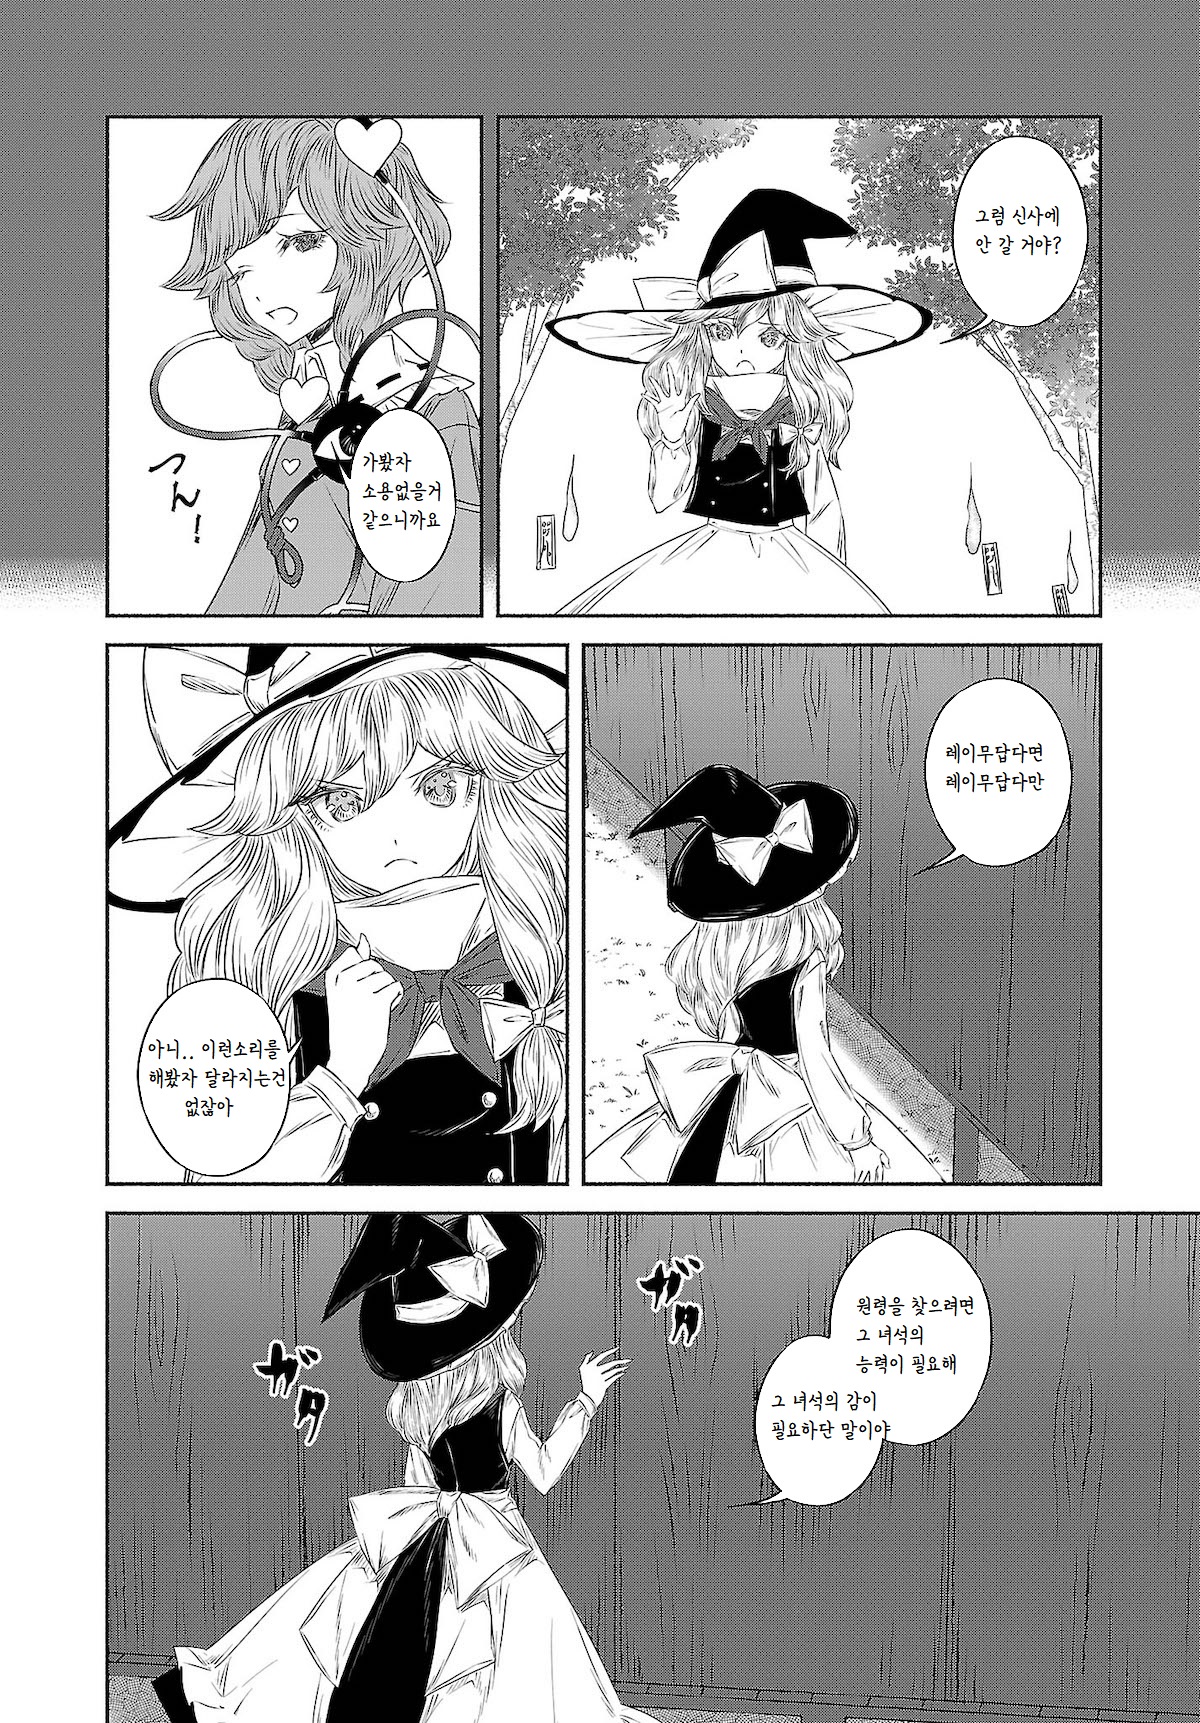 그럼 신사에
안 갈 거야?
가봤자
소용없을거
같으니까요
つん!
레이무답다면
레이무답다만
아니.. 이런소리를
해봤자 달라지는건
없잖아
원령을 찾으려면
그 녀석의
능력이 필요해
그 녀석의 감이
필요하단 말이야
ガタ
ガタ